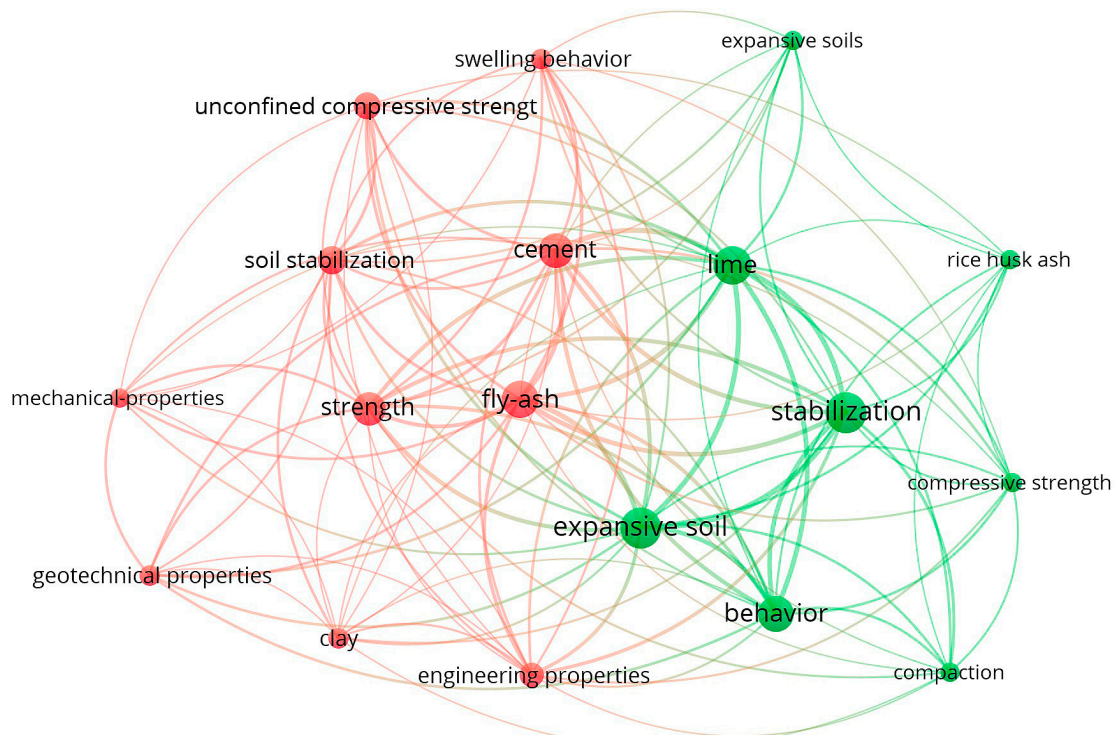 expansive soils
swelling behavior
unconfined compressive strengt
cement
soil stabilization
lime
rice husk ash
mechanical-properties
strength
fly-ash
stabilization
compressive strength
expansive soil
geotechnical properties
behavior
clay
engineering properties
compaction